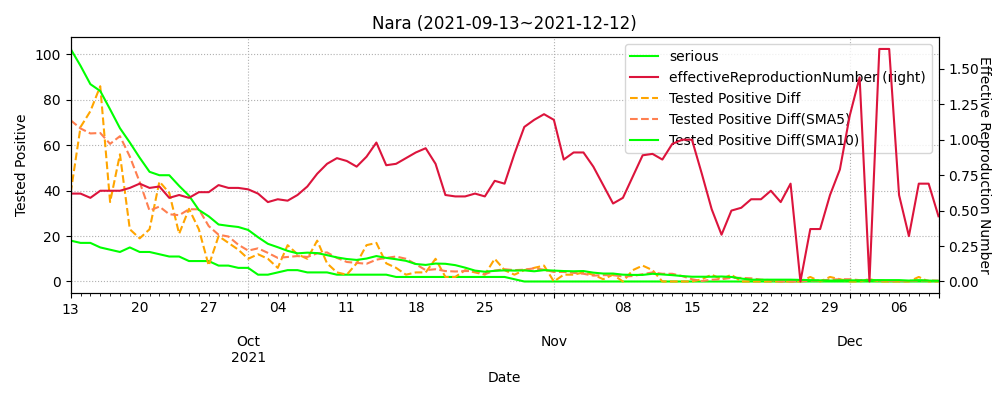 Nara (2021-09-13~2021-12-12)
serious
effectiveReproductionNumber (right)
Tested Positive Diff
Tested Positive Diff(SMA5)
Tested Positive Diff(SMA10)
Tested Positive
100
80
60
40
20
0
1.50
1.25
1.00
0.75
0.50
0.25
0.00
Effective Reproduction Number
13 20 27 04 11 18 25 08 15 22 29 06
Oct Nov Dec
2021
Date